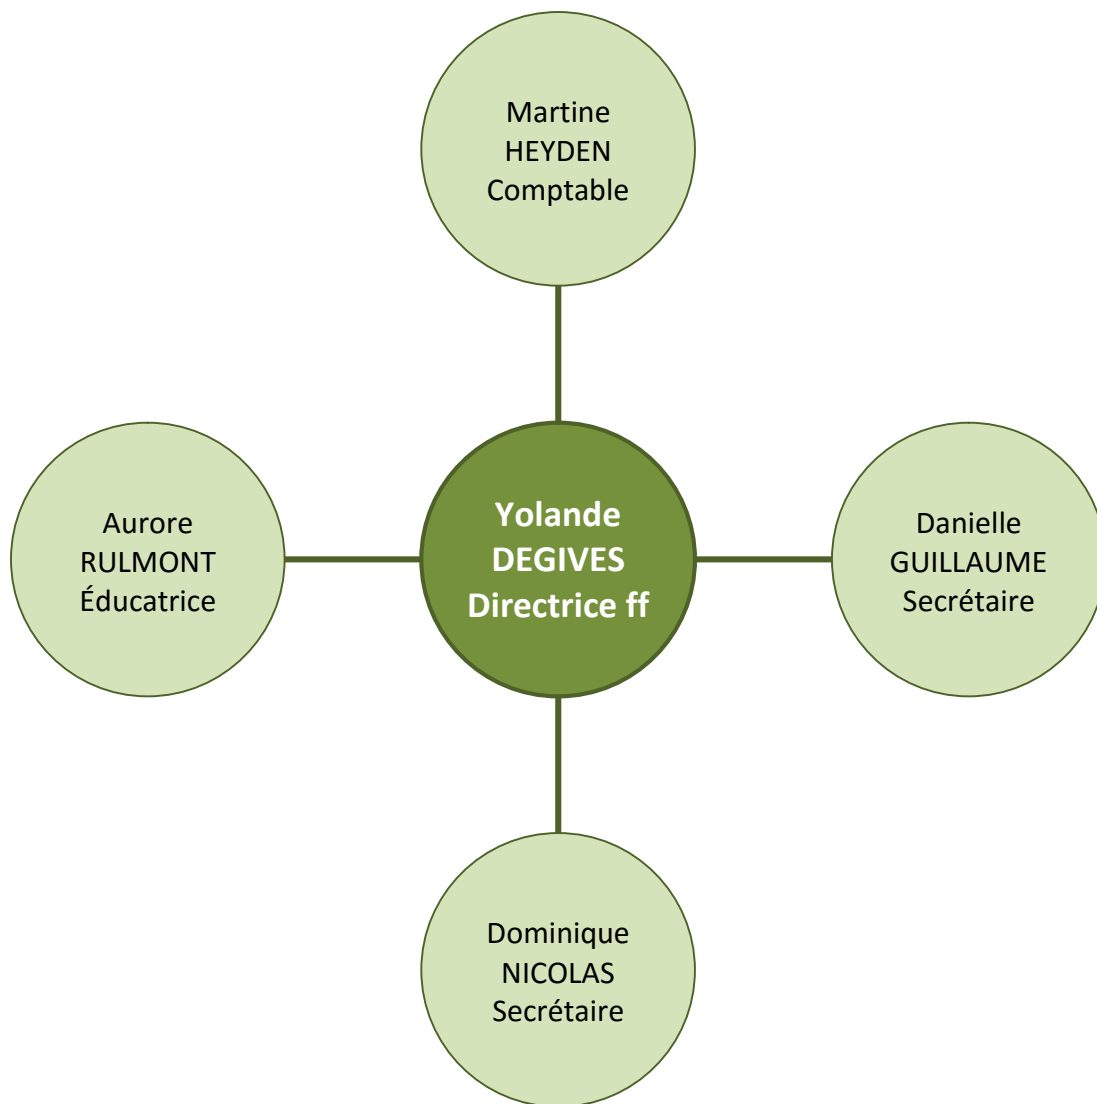 Martine
HEYDEN
Comptable
Aurore
RULMONT
Éducatrice
Yolande
DEGIVES
Directrice ff
Danielle
GUILLAUME
Secrétaire
Dominique
NICOLAS
Secrétaire